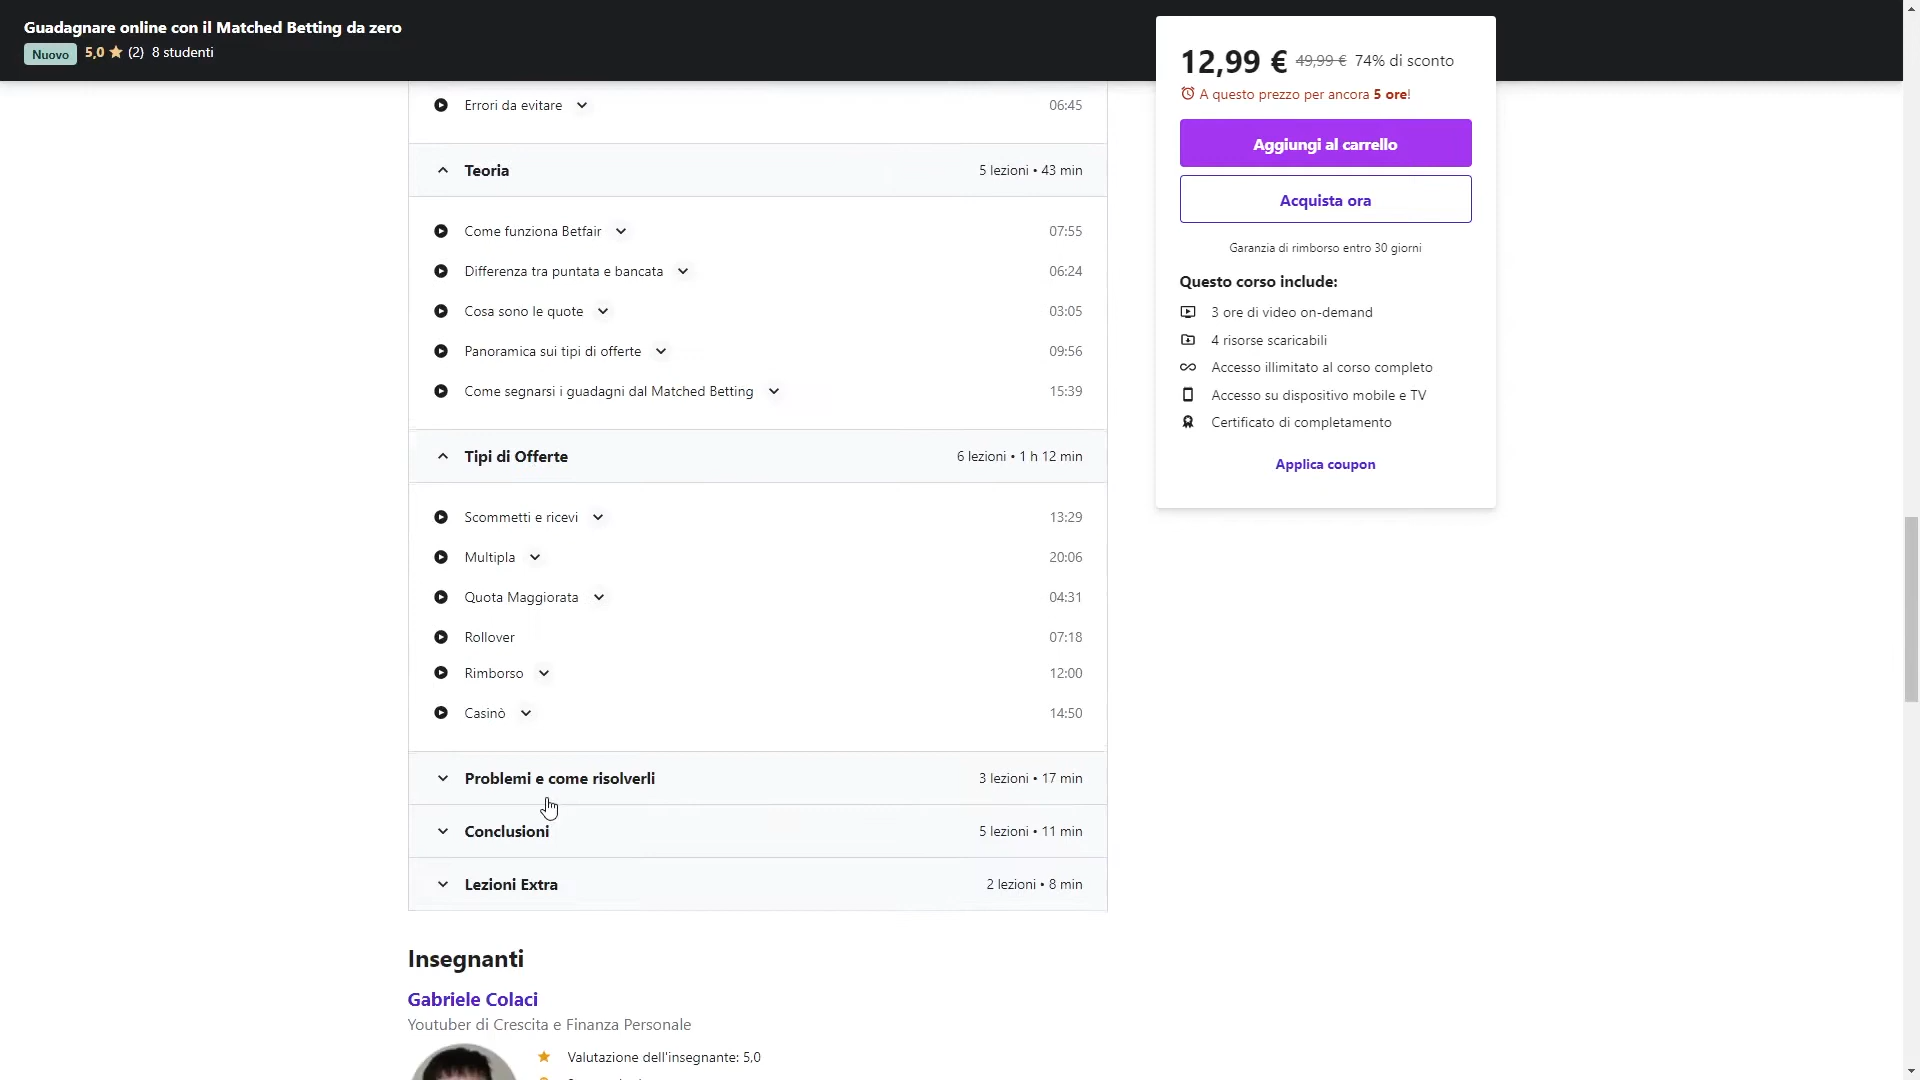 Guadagnare online con il Matched Betting da zero
Nuovo 5,0 (2) 8 studenti
Errori da evitare 06:45
Teoria 5 lezioni • 43 min
Come funziona Betfair 07:55
Differenza tra puntata e bancata 06:24
Cosa sono le quote 03:05
Panoramica sui tipi di offerte 09:56
Come segnarsi i guadagni dal Matched Betting 15:39
Tipi di Offerte 6 lezioni • 1 h 12 min
Scommetti e ricevi 13:29
Multipla 20:06
Quota Maggiorata 04:31
Rollover 07:18
Rimborso 12:00
Casinò 14:50
Problemi e come risolverli 3 lezioni • 17 min
Conclusioni 5 lezioni • 11 min
Lezioni Extra 2 lezioni • 8 min
Insegnanti
Gabriele Colaci
Youtuber di Crescita e Finanza Personale
Valutazione dell'insegnante: 5,0
12,99 € 49,99 € 74% di sconto
A questo prezzo per ancora 5 ore!
Aggiungi al carrello
Acquista ora
Garanzia di rimborso entro 30 giorni
Questo corso include:
3 ore di video on-demand
4 risorse scaricabili
Accesso illimitato al corso completo
Accesso su dispositivo mobile e TV
Certificato di completamento
Applica coupon